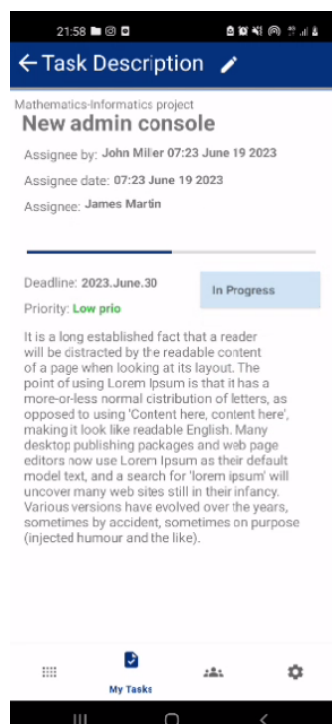 21:58
Task Description
Mathematics-Informatics project
New admin console
Assignee by: John Miller 07:23 June 19 2023
Assignee date: 07:23 June 19 2023
Assignee: James Martin
Deadline: 2023.June.30
In Progress
Priority: Low prio
It is a long established fact that a reader
will be distracted by the readable content
of a page when looking at its layout. The
point of using Lorem Ipsum is that it has a
more-or-less normal distribution of letters, as
opposed to using 'Content here, content here',
making it look like readable English. Many
desktop publishing packages and web page
editors now use Lorem Ipsum as their default
model text, and a search for 'lorem ipsum' will
uncover many web sites still in their infancy.
Various versions have evolved over the years,
sometimes by accident, sometimes on purpose
(injected humour and the like).
My Tasks